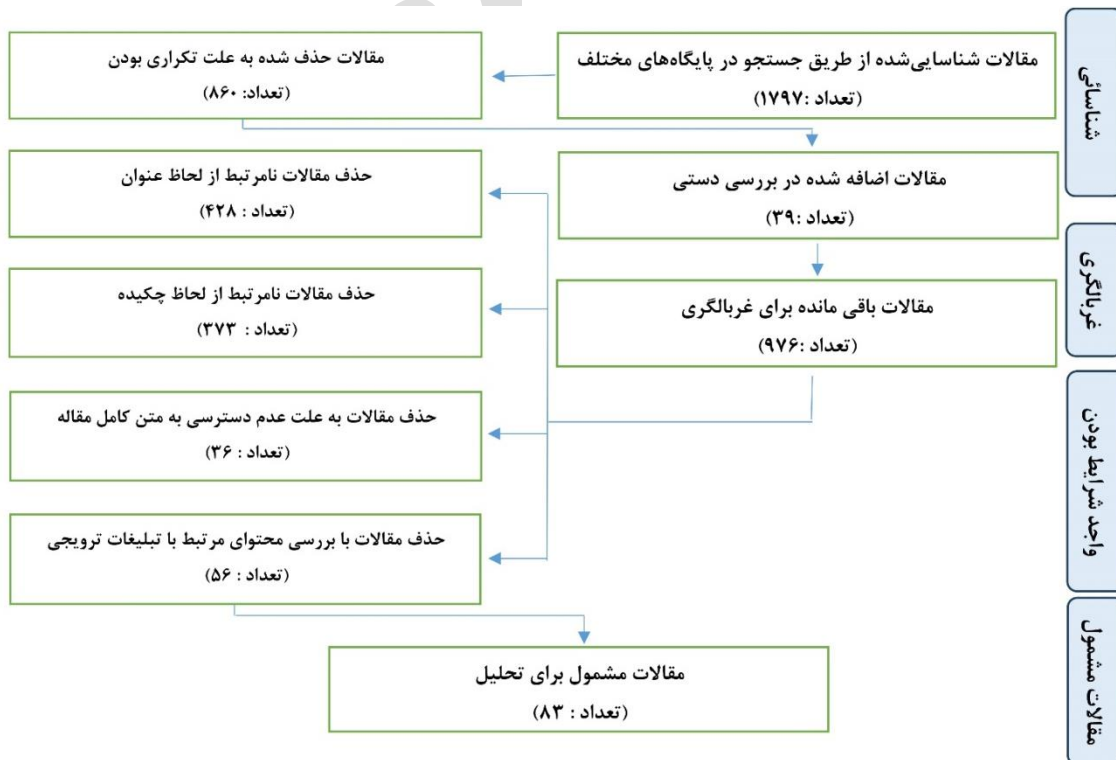 شناسائی
مقالات شناسایی‌شده از طریق جستجو در پایگاه‌های مختلف
(تعداد :۱۷۹۷)
مقالات حذف شده به علت تکراری بودن
(تعداد: ۸۶۰)
مقالات اضافه شده در بررسی دستی
(تعداد :۳۹)
حذف مقالات نامرتبط از لحاظ عنوان
(تعداد : ۴۲۸)
غربالگری
مقالات باقی مانده برای غربالگری
(تعداد :۹۷۶)
حذف مقالات نامرتبط از لحاظ چکیده
(تعداد : ۳۷۳)
واجد شرایط بودن
حذف مقالات به علت عدم دسترسی به متن کامل مقاله
(تعداد : ۳۶)
حذف مقالات با بررسی محتوای مرتبط با تبلیغات ترویجی
(تعداد : ۵۶)
مقالات مشمول
مقالات مشمول برای تحلیل
(تعداد : ۸۳)